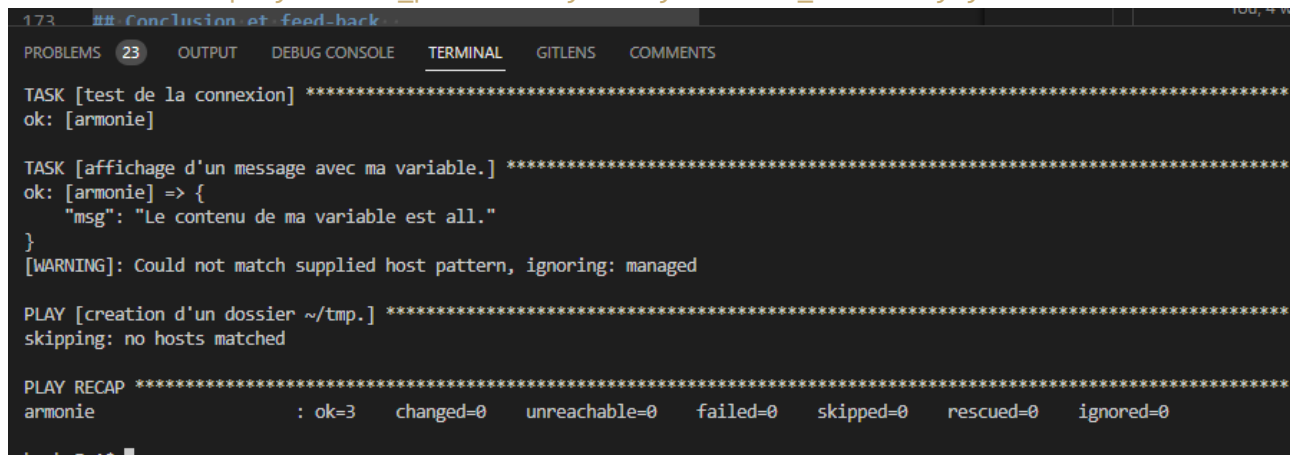 173 ## Conclusion et feed-back
PROBLEMS 23 OUTPUT DEBUG CONSOLE TERMINAL GITLENS COMMENTS
TASK [test de la connexion] **************************************************************************************************
ok: [armonie]
TASK [affichage d'un message avec ma variable.] ******************************************************************************
ok: [armonie] => {
"msg": "Le contenu de ma variable est all."
}
[WARNING]: Could not match supplied host pattern, ignoring: managed
PLAY [creation d'un dossier ~/tmp.] ******************************************************************************************
skipping: no hosts matched
PLAY RECAP *******************************************************************************************************************
armonie : ok=3 changed=0 unreachable=0 failed=0 skipped=0 rescued=0 ignored=0